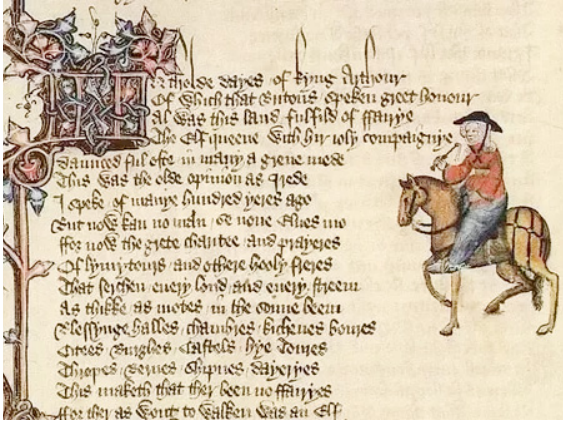 In tholde dayes of kyng Arthour
Of which that Britons speken greet honour
Al was this land fulfild of ffairye
The Elf queene with hir ioly compaignye
Daunced ful ofte in many a grene mede
This was the olde opinion as I rede
I speke of manye hundred yeres ago
But now kan no man se none Elues mo
ffor now the grete charitee and prayeres
Of lymytours and othere hooly freres
That serchen euery lond and euery streem
As thikke as motes in the sonne beem
Blessynge halles chambres kichenes boures
Citees Burghes Castels hye Toures
Thropes Bernes Shipnes Dayeryes
This maketh that ther been no ffairyes
ffor ther as wont to walken was an Elf